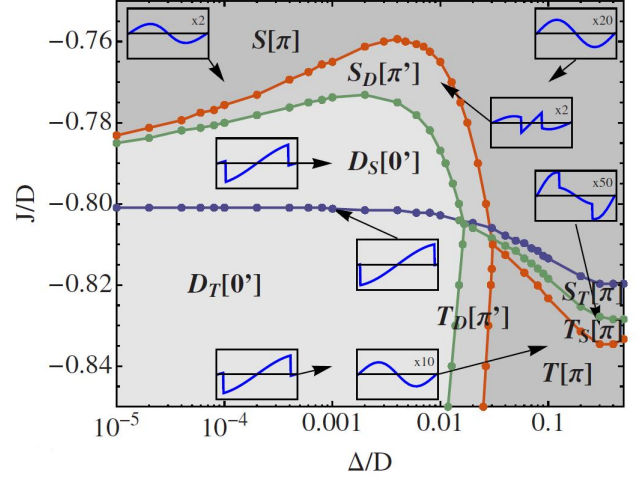 −0.76
−0.78
−0.80
−0.82
−0.84
J/D
x2
S[π]
x20
S_D[π']
x2
D_S[0']
x50
D_T[0']
S_T[π]
T_D[π']
T_S[π]
x10
T[π]
10^{-5}
10^{-4}
0.001
0.01
0.1
Δ/D